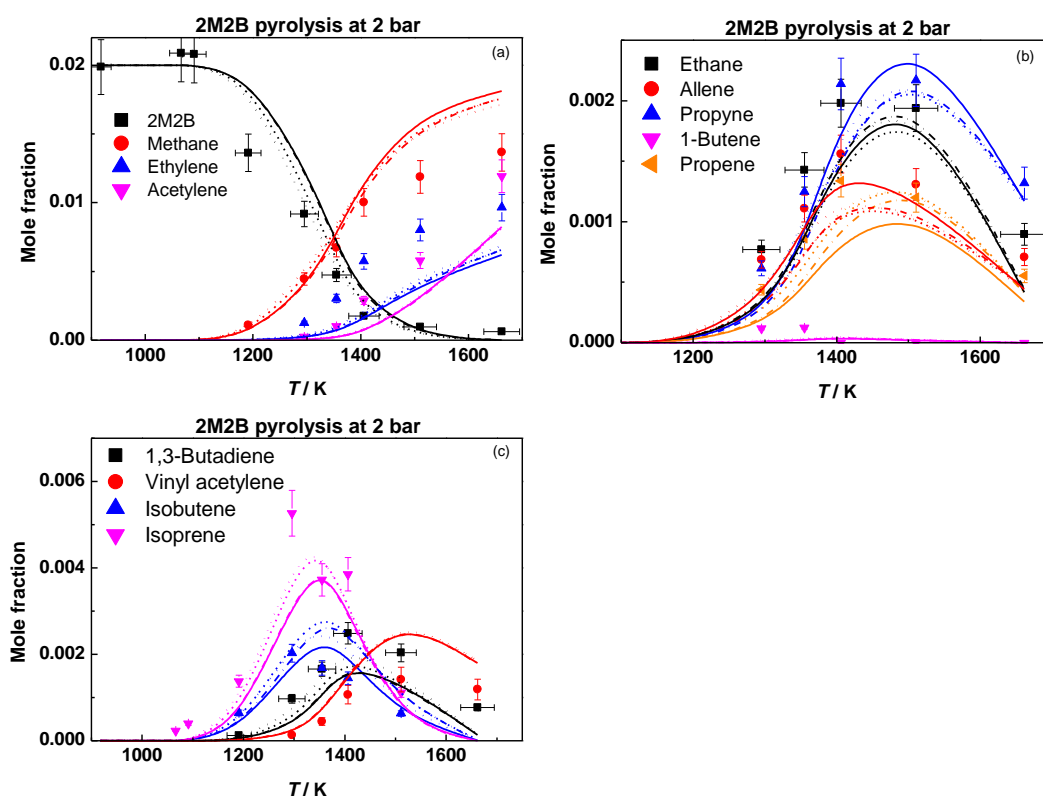 2M2B pyrolysis at 2 bar
(a)
0.02
0.01
0.00
Mole fraction
2M2B
Methane
Ethylene
Acetylene
1000 1200 1400 1600
T / K
2M2B pyrolysis at 2 bar
(b)
0.002
0.001
0.000
Mole fraction
Ethane
Allene
Propyne
1-Butene
Propene
1200 1400 1600
T / K
2M2B pyrolysis at 2 bar
(c)
0.006
0.004
0.002
0.000
Mole fraction
1,3-Butadiene
Vinyl acetylene
Isobutene
Isoprene
1000 1200 1400 1600
T / K